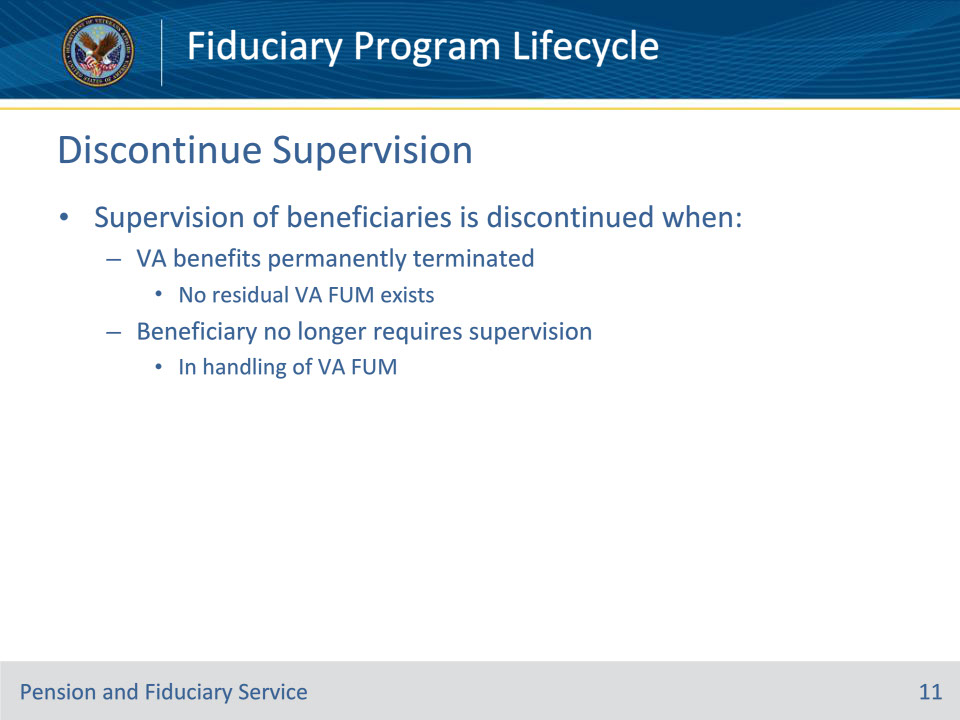 Fiduciary Program Lifecycle
Discontinue Supervision
• Supervision of beneficiaries is discontinued when:
– VA benefits permanently terminated
• No residual VA FUM exists
– Beneficiary no longer requires supervision
• In handling of VA FUM
Pension and Fiduciary Service
11